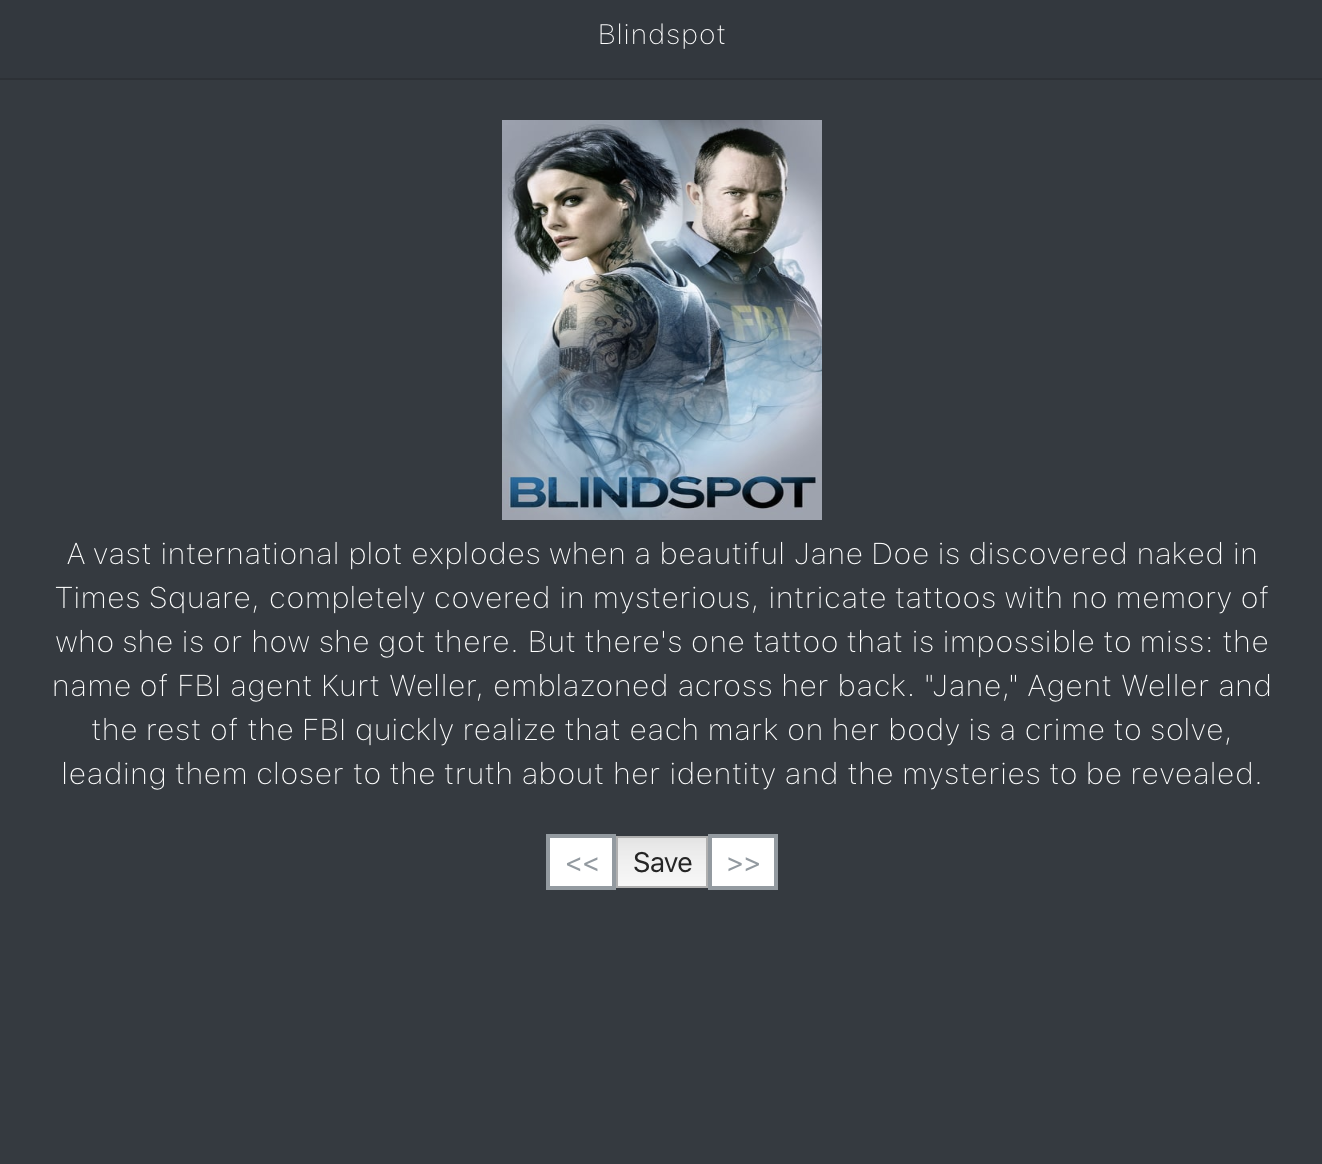 Blindspot
FBI
BLINDSPOT
A vast international plot explodes when a beautiful Jane Doe is discovered naked in
Times Square, completely covered in mysterious, intricate tattoos with no memory of
who she is or how she got there. But there's one tattoo that is impossible to miss: the
name of FBI agent Kurt Weller, emblazoned across her back. "Jane," Agent Weller and
the rest of the FBI quickly realize that each mark on her body is a crime to solve,
leading them closer to the truth about her identity and the mysteries to be revealed.
<< Save >>